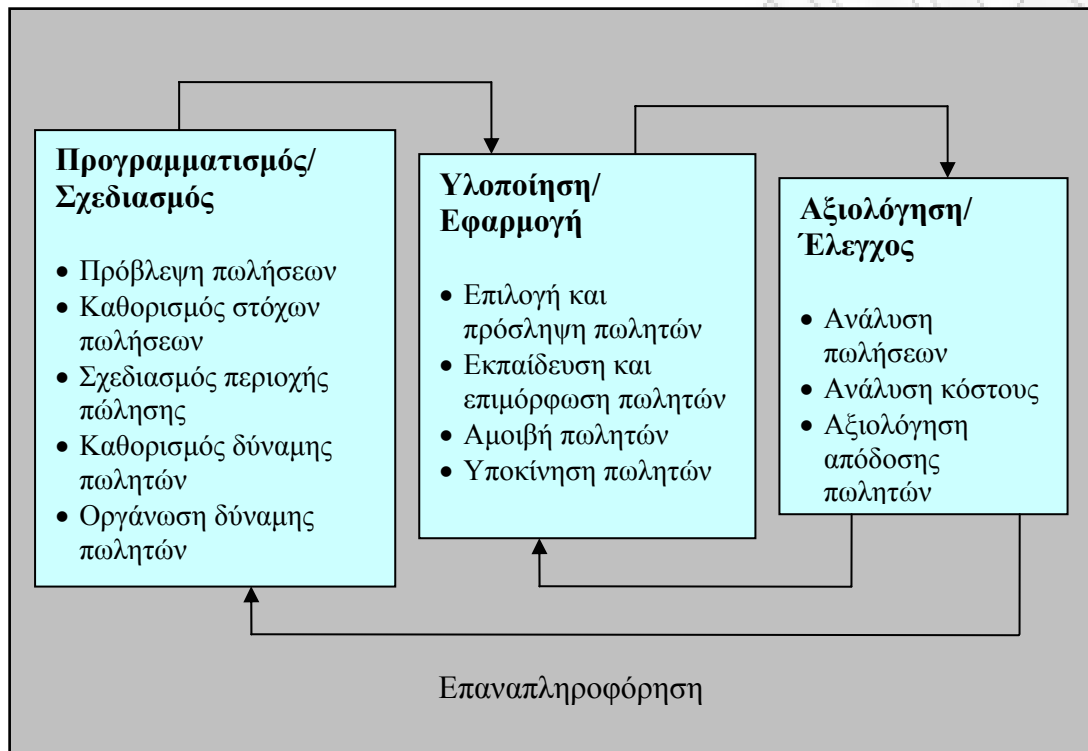 Προγραμματισμός/
Σχεδιασμός
• Πρόβλεψη πωλήσεων
• Καθορισμός στόχων
πωλήσεων
• Σχεδιασμός περιοχής
πώλησης
• Καθορισμός δύναμης
πωλητών
• Οργάνωση δύναμης
πωλητών
Υλοποίηση/
Εφαρμογή
• Επιλογή και
πρόσληψη πωλητών
• Εκπαίδευση και
επιμόρφωση πωλητών
• Αμοιβή πωλητών
• Υποκίνηση πωλητών
Αξιολόγηση/
Έλεγχος
• Ανάλυση
πωλήσεων
• Ανάλυση κόστους
• Αξιολόγηση
απόδοσης
πωλητών
Επαναπληροφόρηση